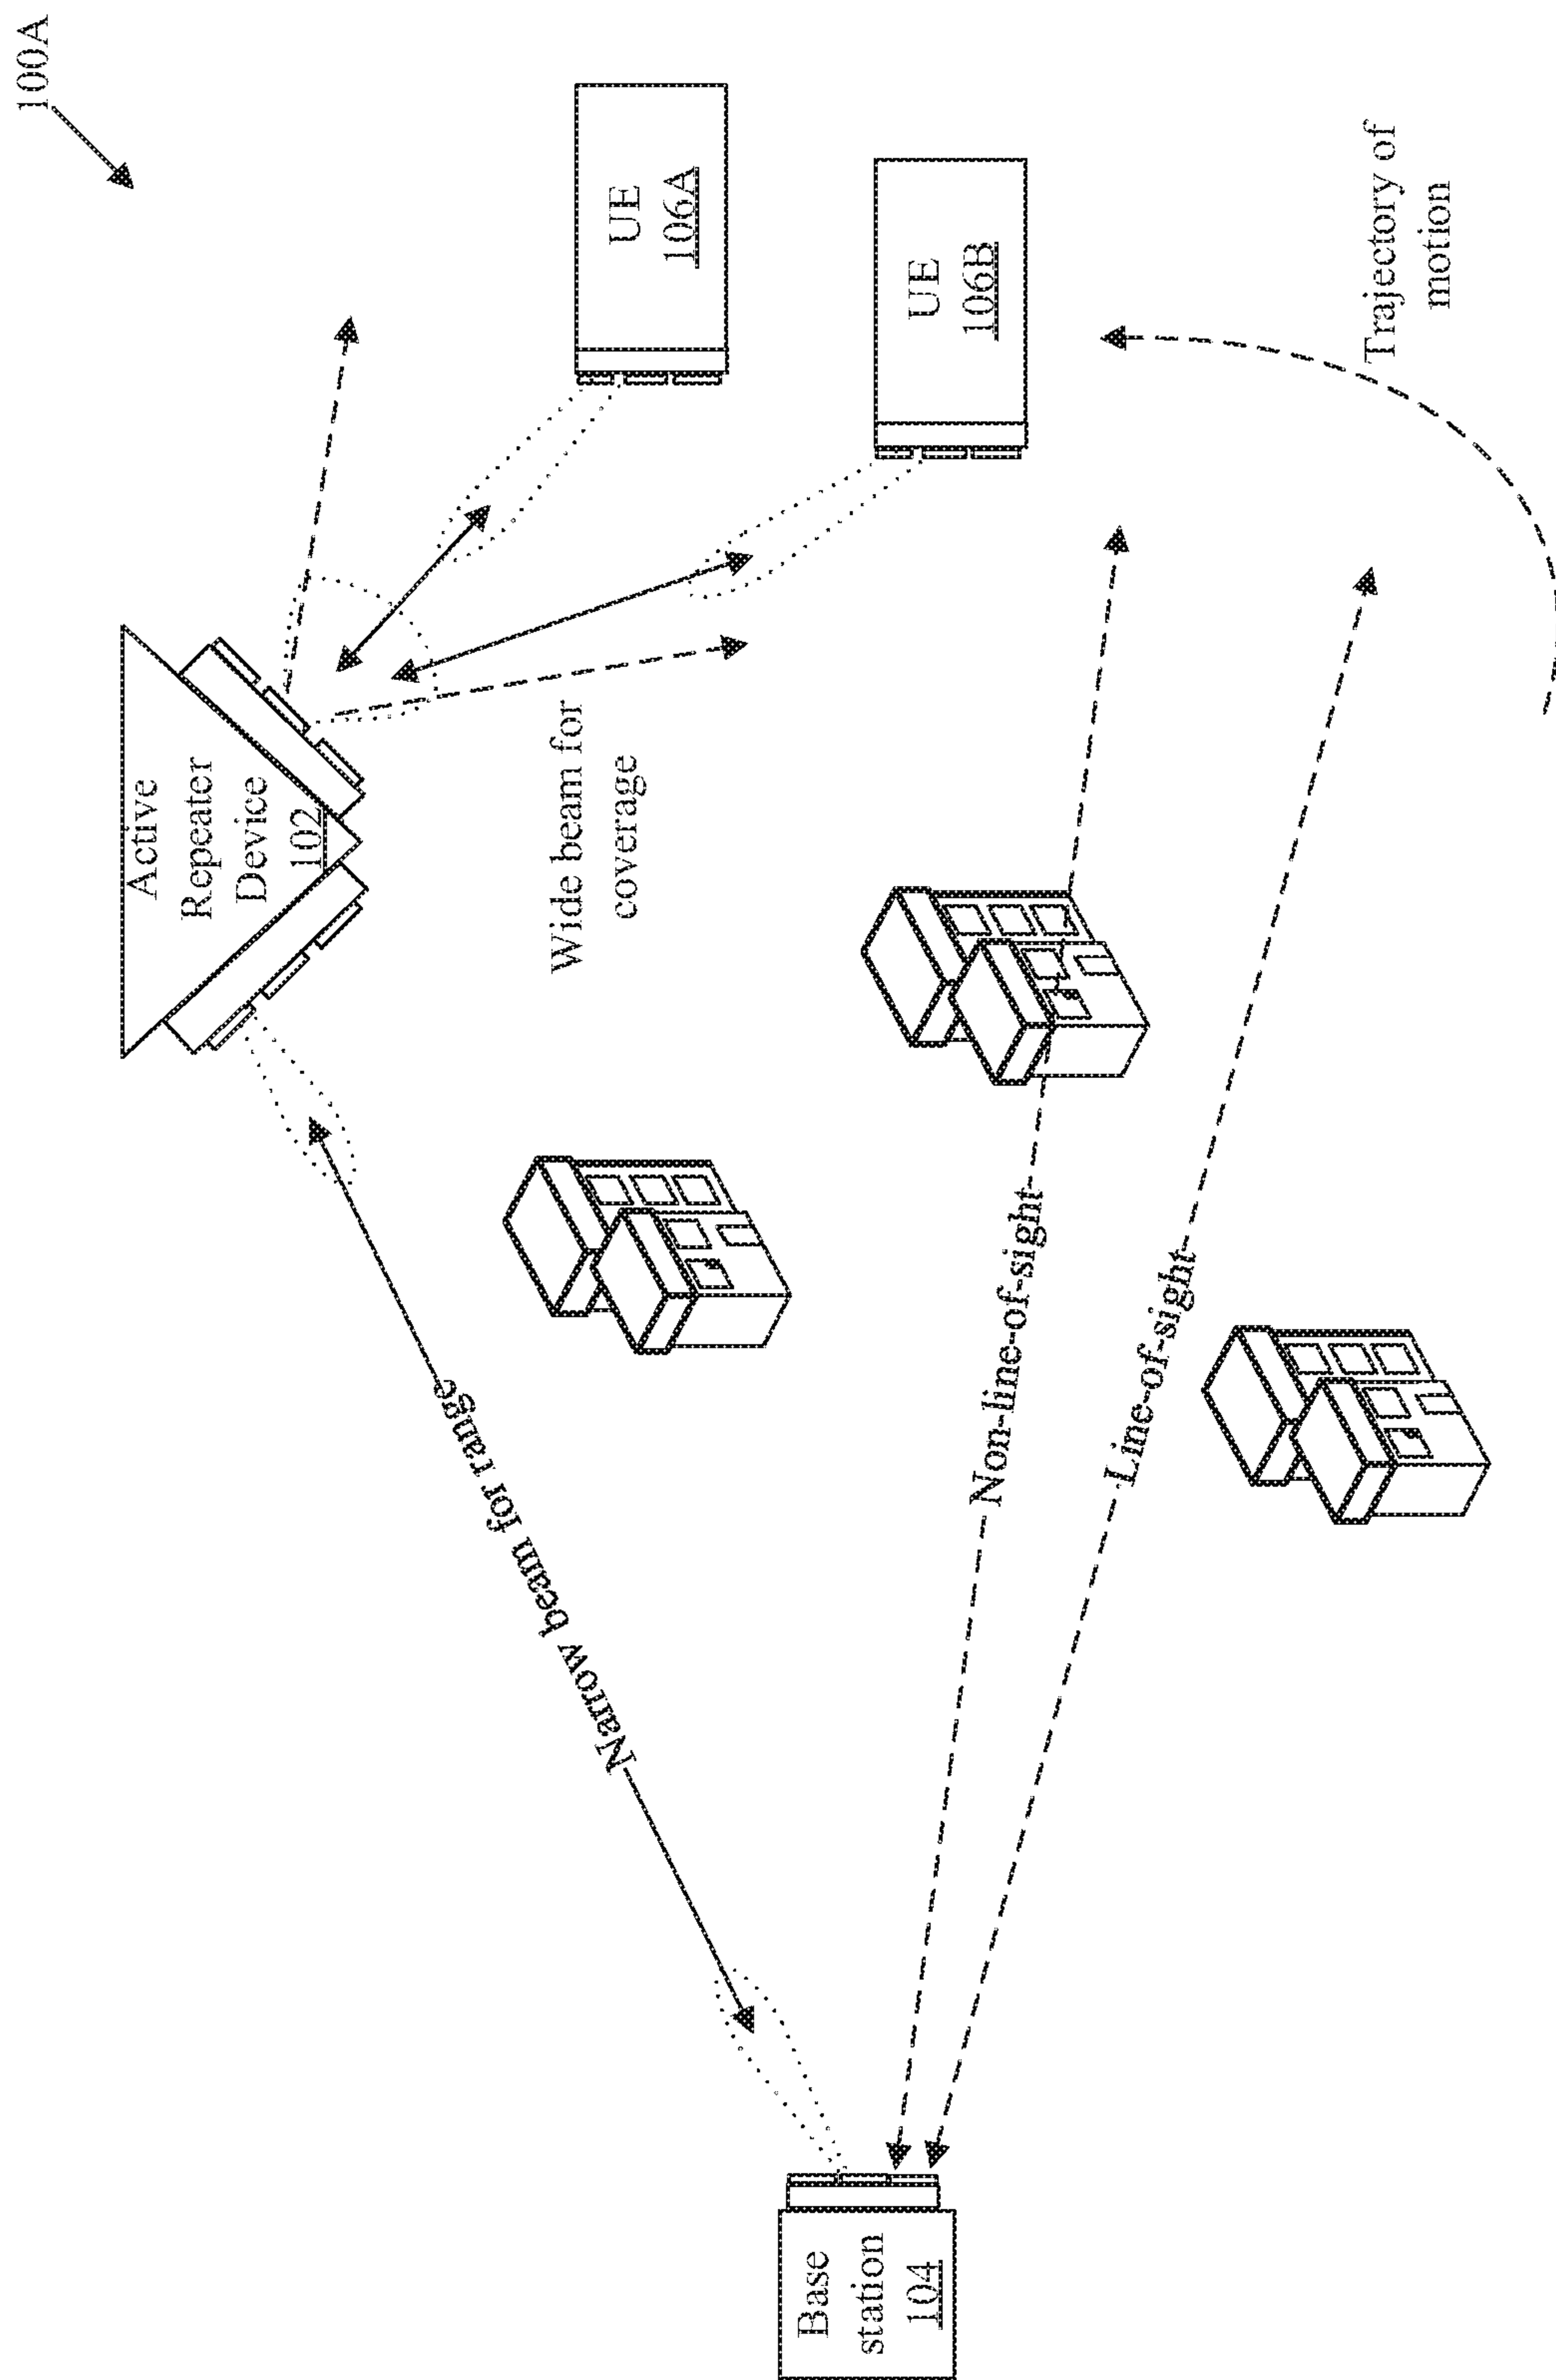 100A
Active
Repeater
Device
102
UE
106A
Wide beam for
coverage
UE
106B
Narrow beam for range
Non-line-of-sight
Line-of-sight
Trajectory of
motion
Base
station
104